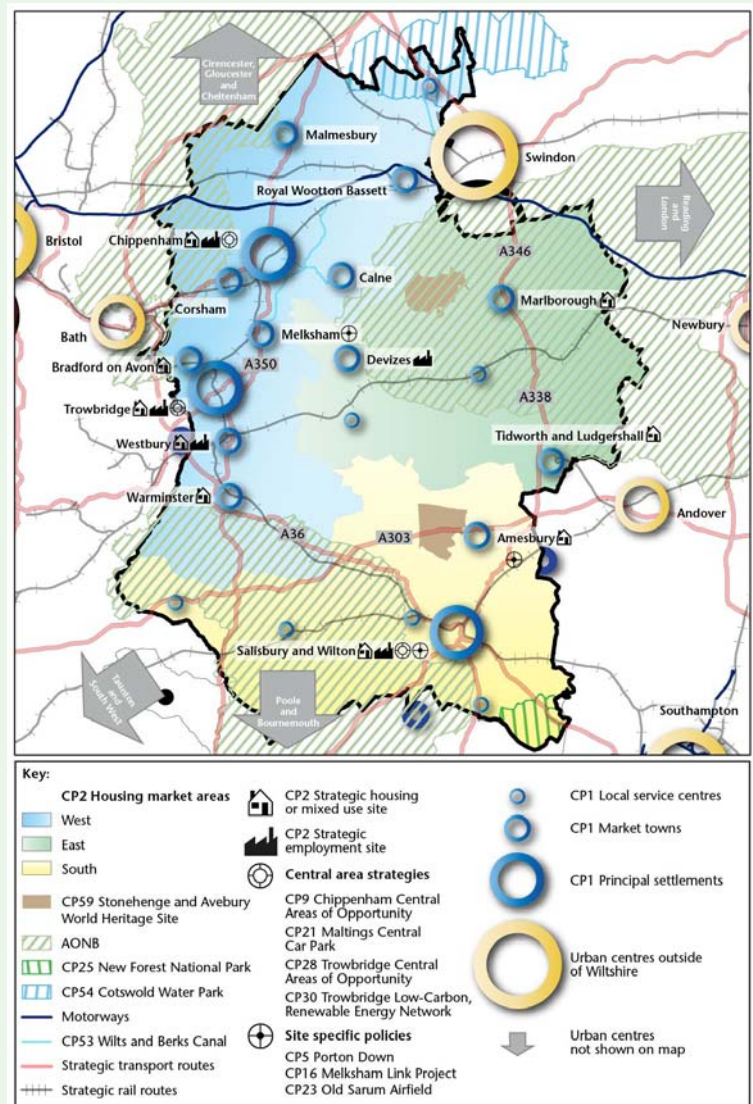 Cirencester,
Gloucester
and
Cheltenham
Malmesbury
Swindon
Royal Wootton Bassett
Reading
and
London
Bristol
Chippenham
A346
Calne
Corsham
Marlborough
Bath
Melksham
Newbury
Bradford on Avon
A350
Devizes
Trowbridge
A338
Westbury
Tidworth and Ludgershall
Warminster
Andover
A36
A303
Amesbury
Salisbury and Wilton
Taunton
and
South West
Poole
and
Bournemouth
Southampton
Key:
CP2 Housing market areas
West
East
South
CP59 Stonehenge and Avebury
World Heritage Site
AONB
CP25 New Forest National Park
CP54 Cotswold Water Park
Motorways
CP53 Wilts and Berks Canal
Strategic transport routes
Strategic rail routes
CP2 Strategic housing
or mixed use site
CP2 Strategic
employment site
Central area strategies
CP9 Chippenham Central
Areas of Opportunity
CP21 Maltings Central
Car Park
CP28 Trowbridge Central
Areas of Opportunity
CP30 Trowbridge Low-Carbon,
Renewable Energy Network
Site specific policies
CP5 Porton Down
CP16 Melksham Link Project
CP23 Old Sarum Airfield
CP1 Local service centres
CP1 Market towns
CP1 Principal settlements
Urban centres outside
of Wiltshire
Urban centres
not shown on map